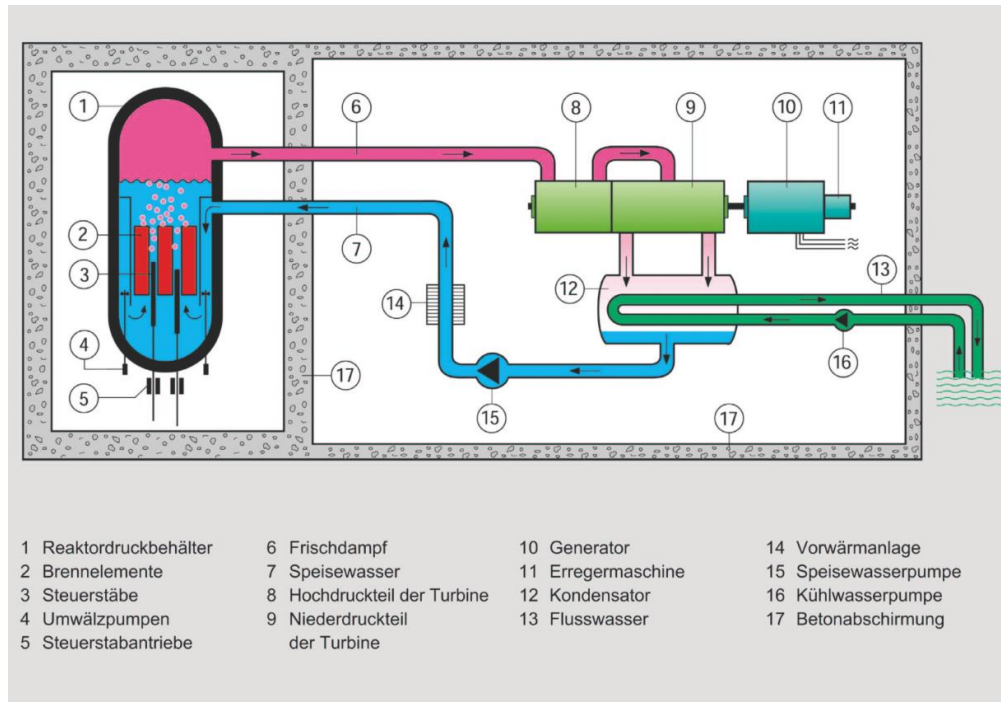 1
6
8
9
10
11
2
3
7
12
13
14
4
17
16
5
15
17
1 Reaktordruckbehälter
2 Brennelemente
3 Steuerstäbe
4 Umwälzpumpen
5 Steuerstabantriebe
6 Frischdampf
7 Speisewasser
8 Hochdruckteil der Turbine
9 Niederdruckteil
der Turbine
10 Generator
11 Erregermaschine
12 Kondensator
13 Flusswasser
14 Vorwärmanlage
15 Speisewasserpumpe
16 Kühlwasserpumpe
17 Betonabschirmung